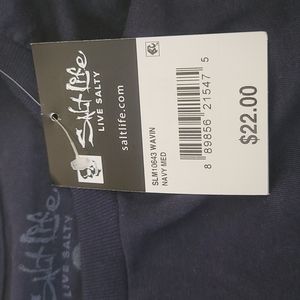 Salt Life
LIVE SALTY
saltlife.com
SLM10643 WAVIN
NAVY MED
8 89856 21547 5
$22.00
Salt Life
LIVE SALTY